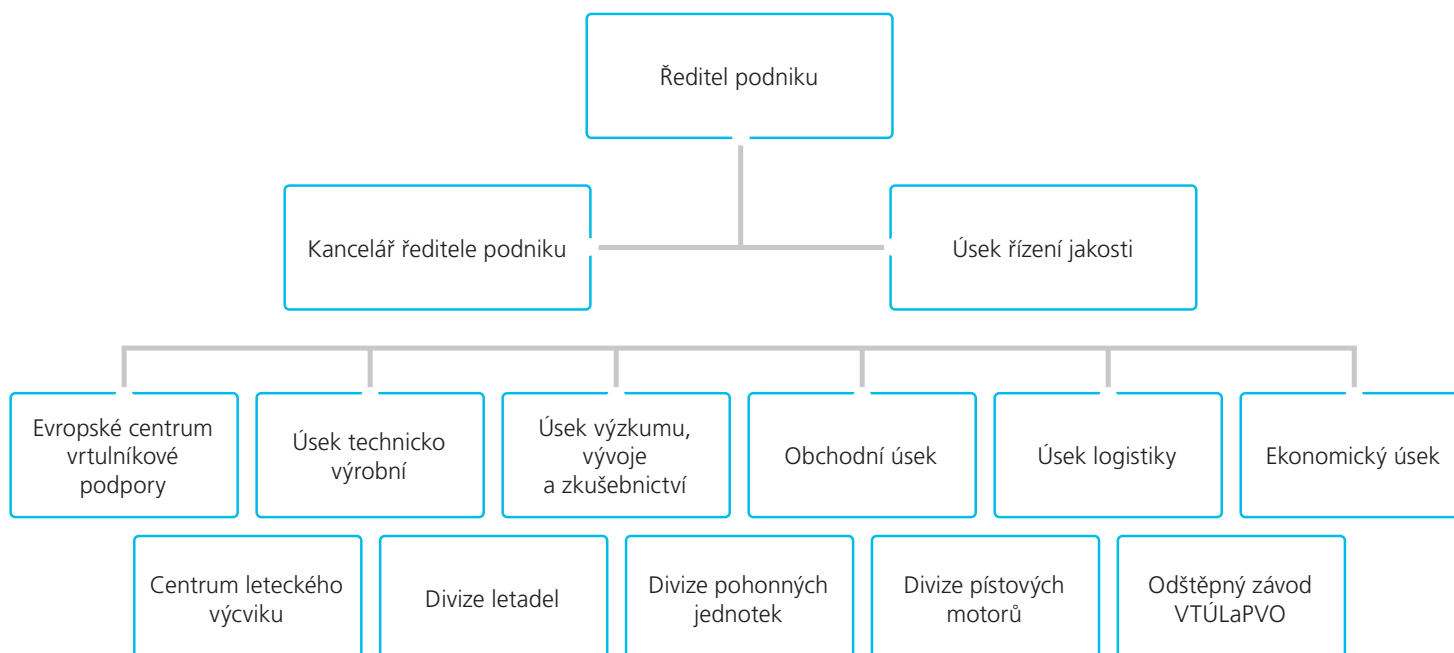 Ředitel podniku
Kancelář ředitele podniku
Úsek řízení jakosti
Evropské centrum
vrtulníkové
podpory
Úsek technicko
výrobní
Úsek výzkumu,
vývoje
a zkušebnictví
Obchodní úsek
Úsek logistiky
Ekonomický úsek
Centrum leteckého
výcviku
Divize letadel
Divize pohonných
jednotek
Divize pístových
motorů
Odštěpný závod
VTÚLaPVO